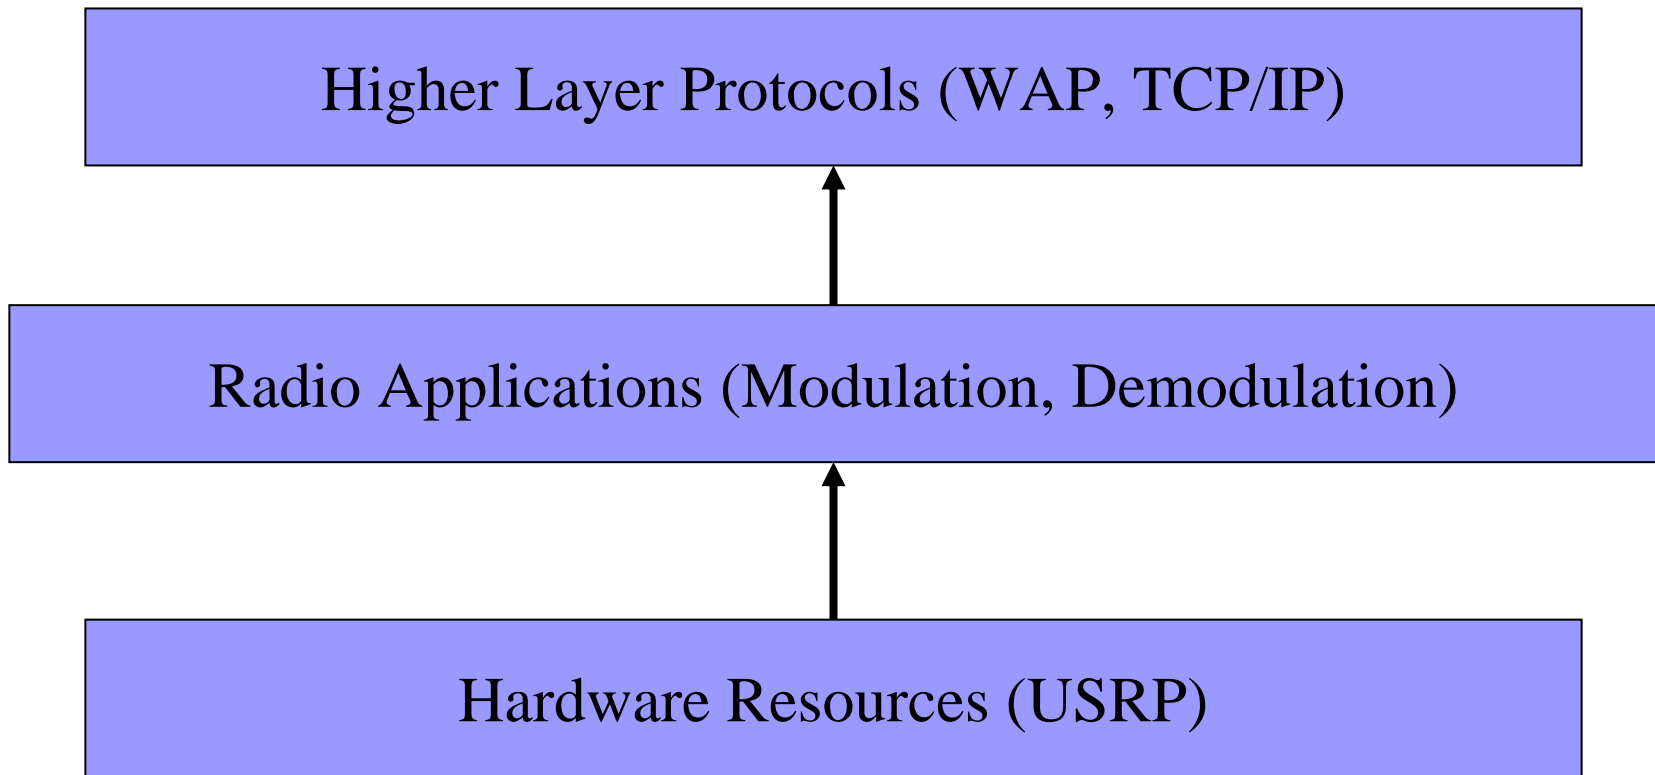 Higher Layer Protocols (WAP, TCP/IP)
Radio Applications (Modulation, Demodulation)
Hardware Resources (USRP)